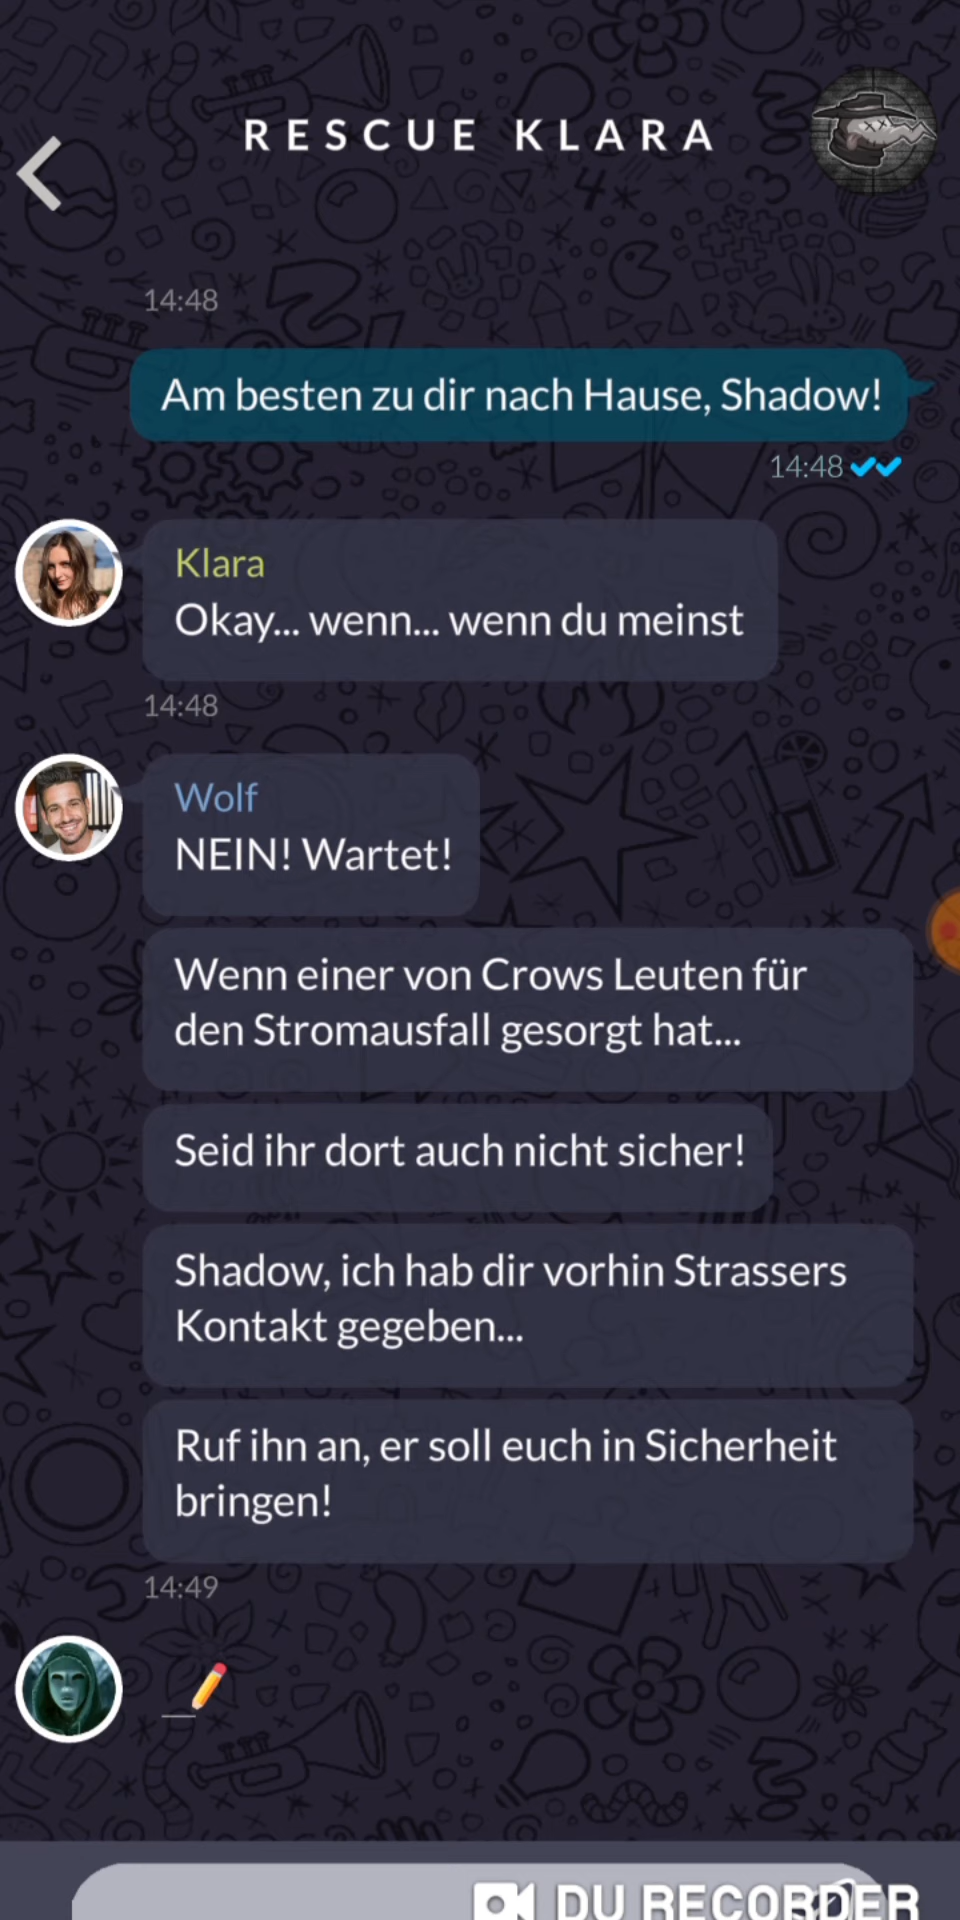 RESCUE KLARA
14:48
Am besten zu dir nach Hause, Shadow!
14:48
Klara
Okay... wenn... wenn du meinst
14:48
Wolf
NEIN! Wartet!
Wenn einer von Crows Leuten für
den Stromausfall gesorgt hat...
Seid ihr dort auch nicht sicher!
Shadow, ich hab dir vorhin Strassers
Kontakt gegeben...
Ruf ihn an, er soll euch in Sicherheit
bringen!
14:49
DU RECORDER